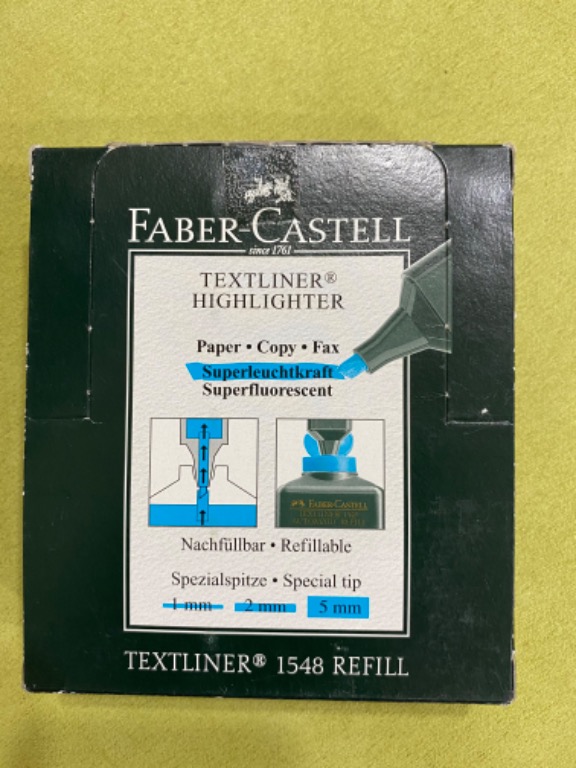 FABER-CASTELL
since 1761
TEXTLINER®
HIGHLIGHTER
Paper • Copy • Fax
Superleuchtkraft
Superfluorescent
FABER-CASTELL
Nachfüllbar • Refillable
Spezialspitze • Special tip
1 mm 2 mm 5 mm
TEXTLINER® 1548 REFILL